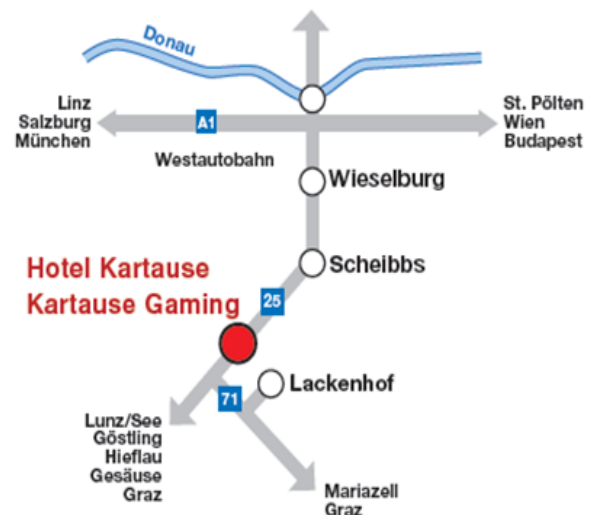 Donau
Linz
Salzburg
München
A1
Westautobahn
St. Pölten
Wien
Budapest
Wieselburg
Scheibbs
Hotel Kartause
Kartause Gaming
25
Lackenhof
71
Lunz/See
Göstling
Hieflau
Gesäuse
Graz
Mariazell
Graz